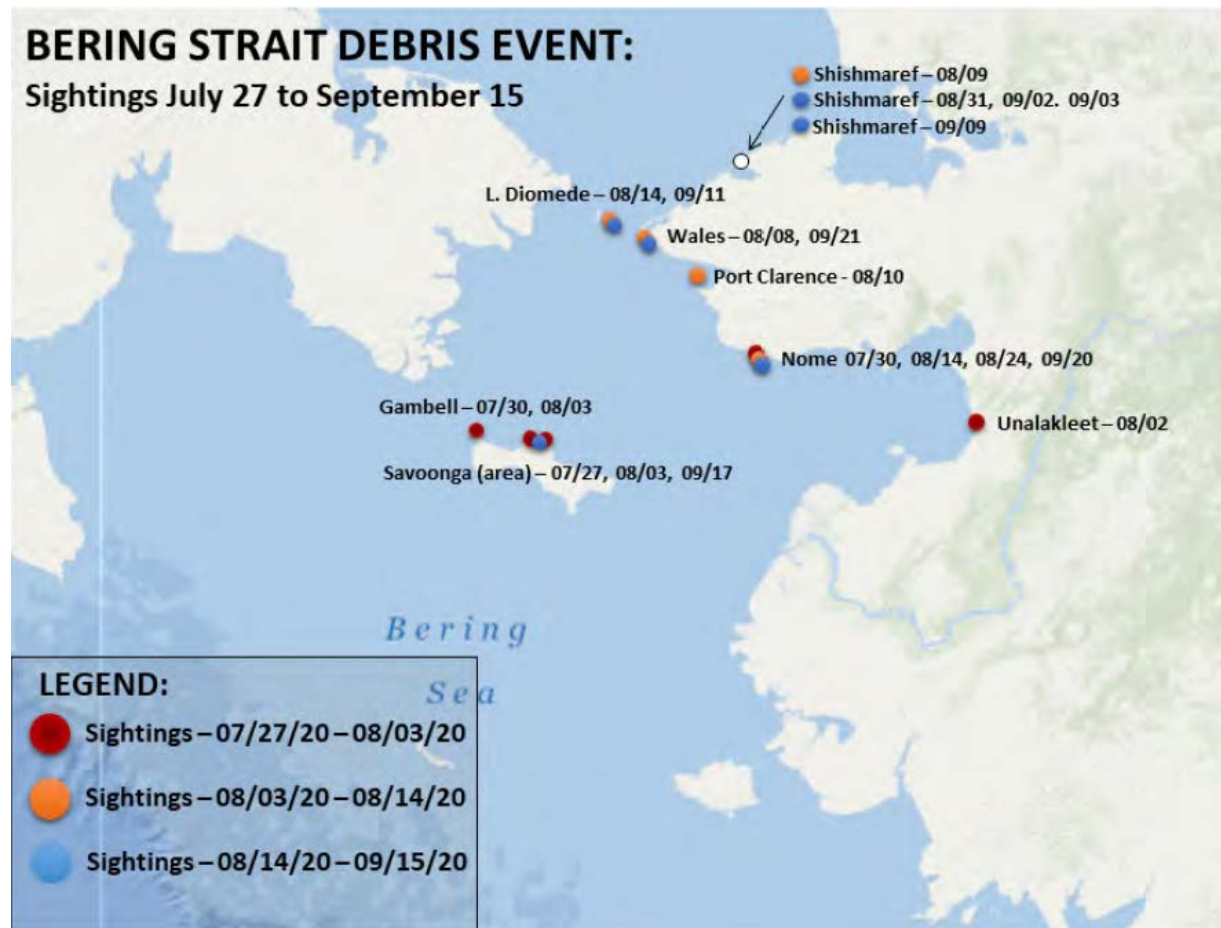 BERING STRAIT DEBRIS EVENT:
Sightings July 27 to September 15
Shishmaref – 08/09
Shishmaref – 08/31, 09/02. 09/03
Shishmaref – 09/09
L. Diomede – 08/14, 09/11
Wales – 08/08, 09/21
Port Clarence - 08/10
Nome 07/30, 08/14, 08/24, 09/20
Gambell – 07/30, 08/03
Unalakleet – 08/02
Savoonga (area) – 07/27, 08/03, 09/17
Bering
Sea
LEGEND:
Sightings – 07/27/20 – 08/03/20
Sightings – 08/03/20 – 08/14/20
Sightings – 08/14/20 – 09/15/20